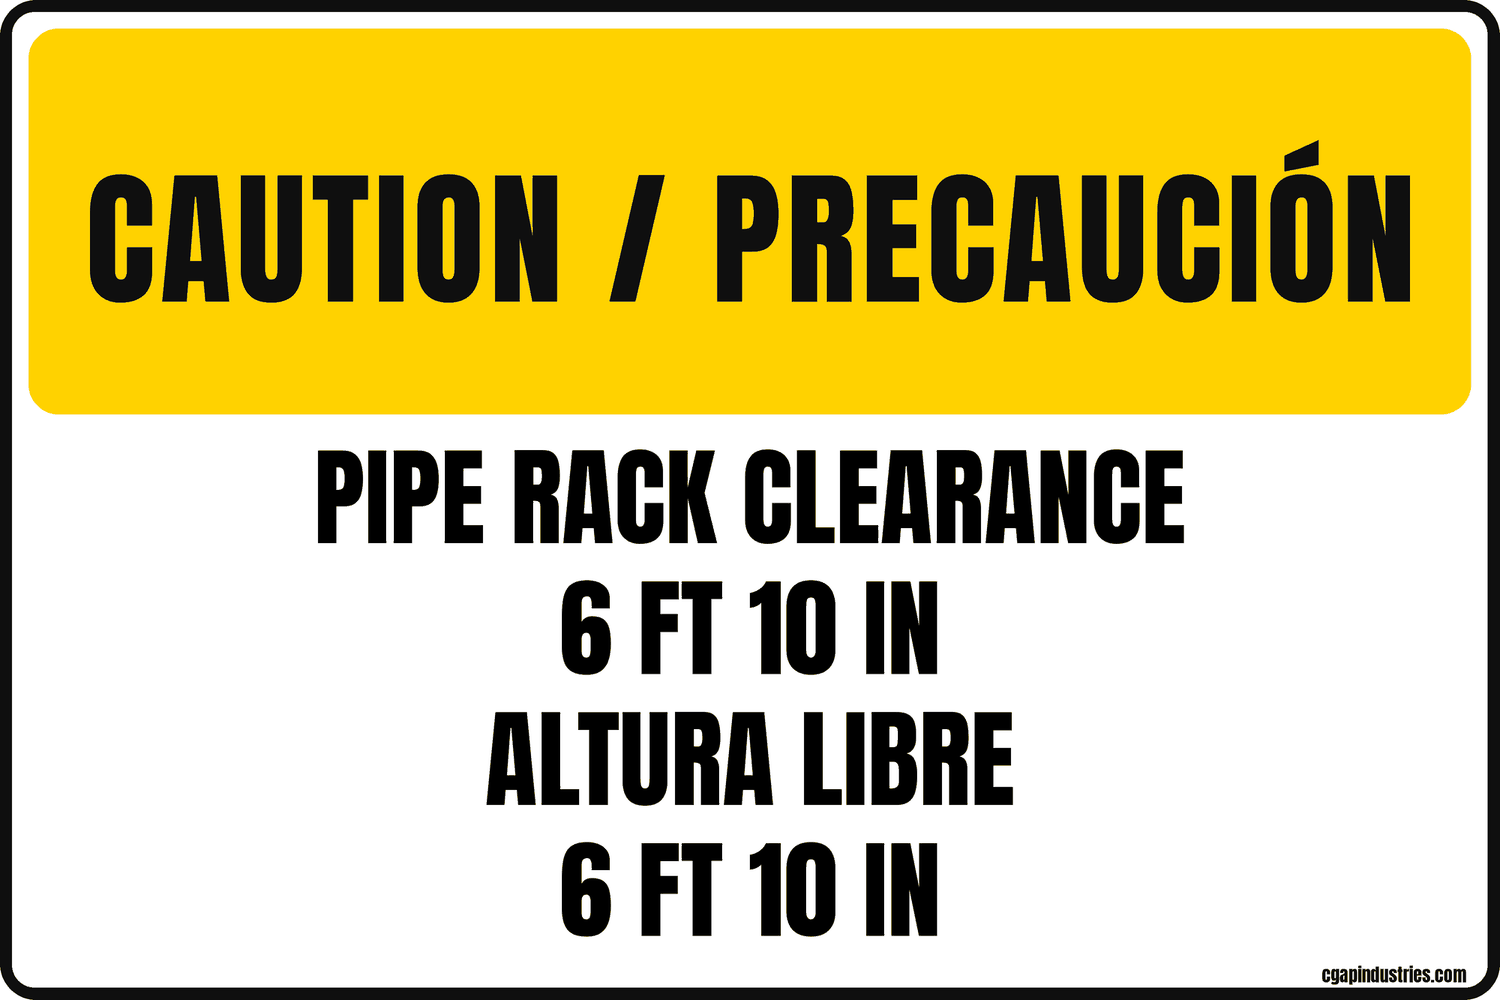 CAUTION / PRECAUCIÓN
PIPE RACK CLEARANCE
6 FT 10 IN
ALTURA LIBRE
6 FT 10 IN
cgapindustries.com